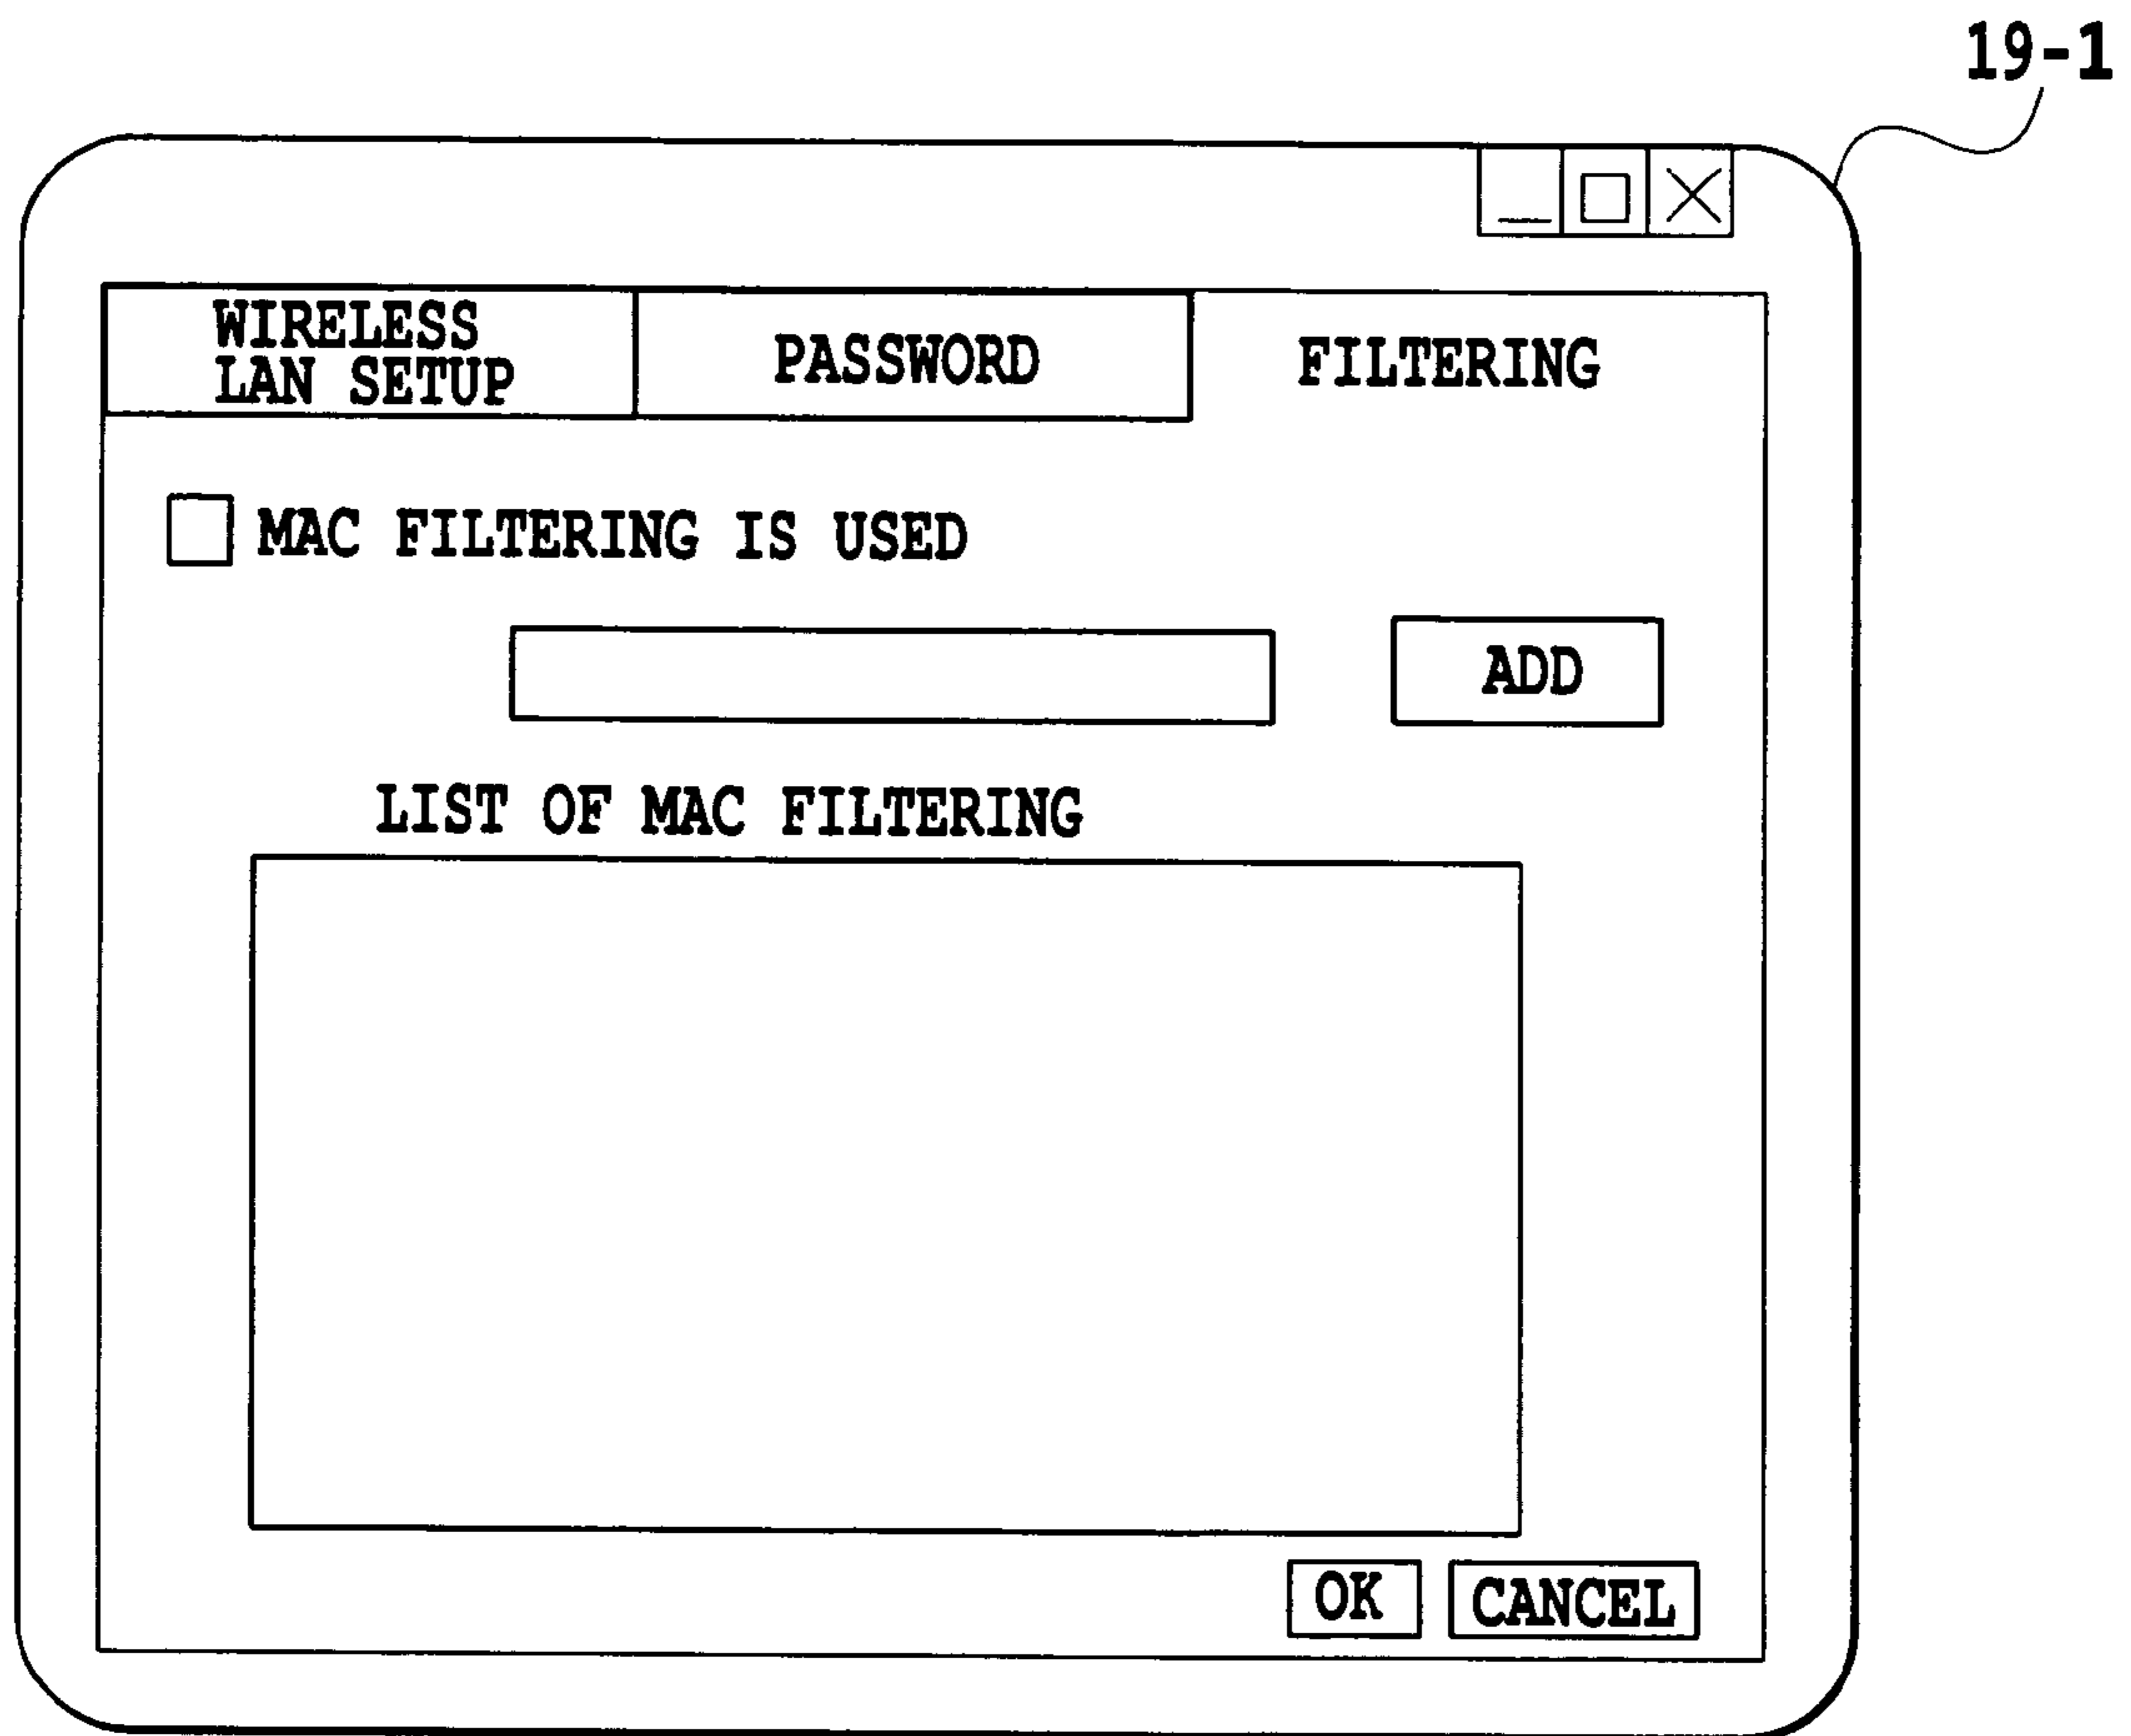 19-1
WIRELESS
LAN SETUP
PASSWORD
FILTERING
MAC FILTERING IS USED
ADD
LIST OF MAC FILTERING
OK
CANCEL